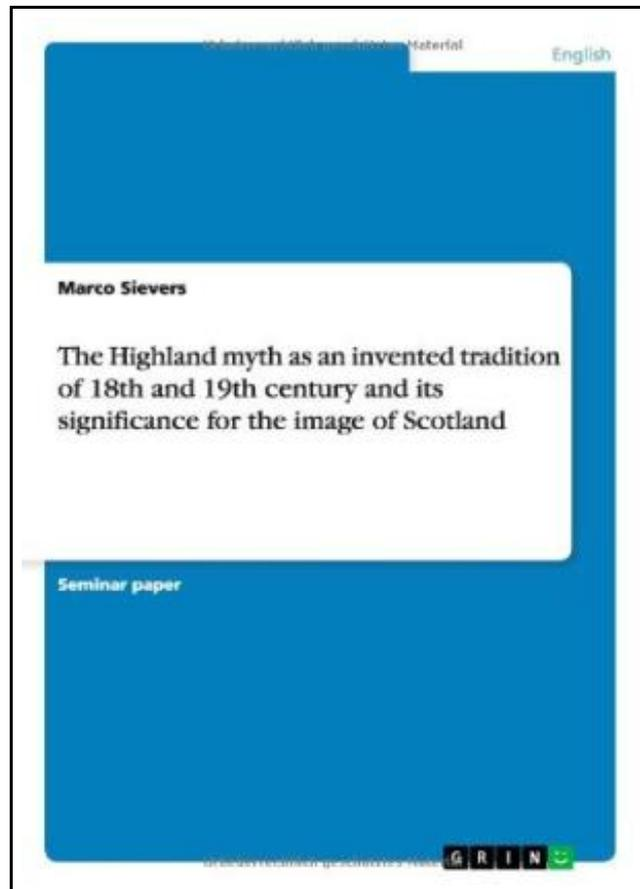 Material
English
Marco Sievers
The Highland myth as an invented tradition
of 18th and 19th century and its
significance for the image of Scotland
Seminar paper
GRIN